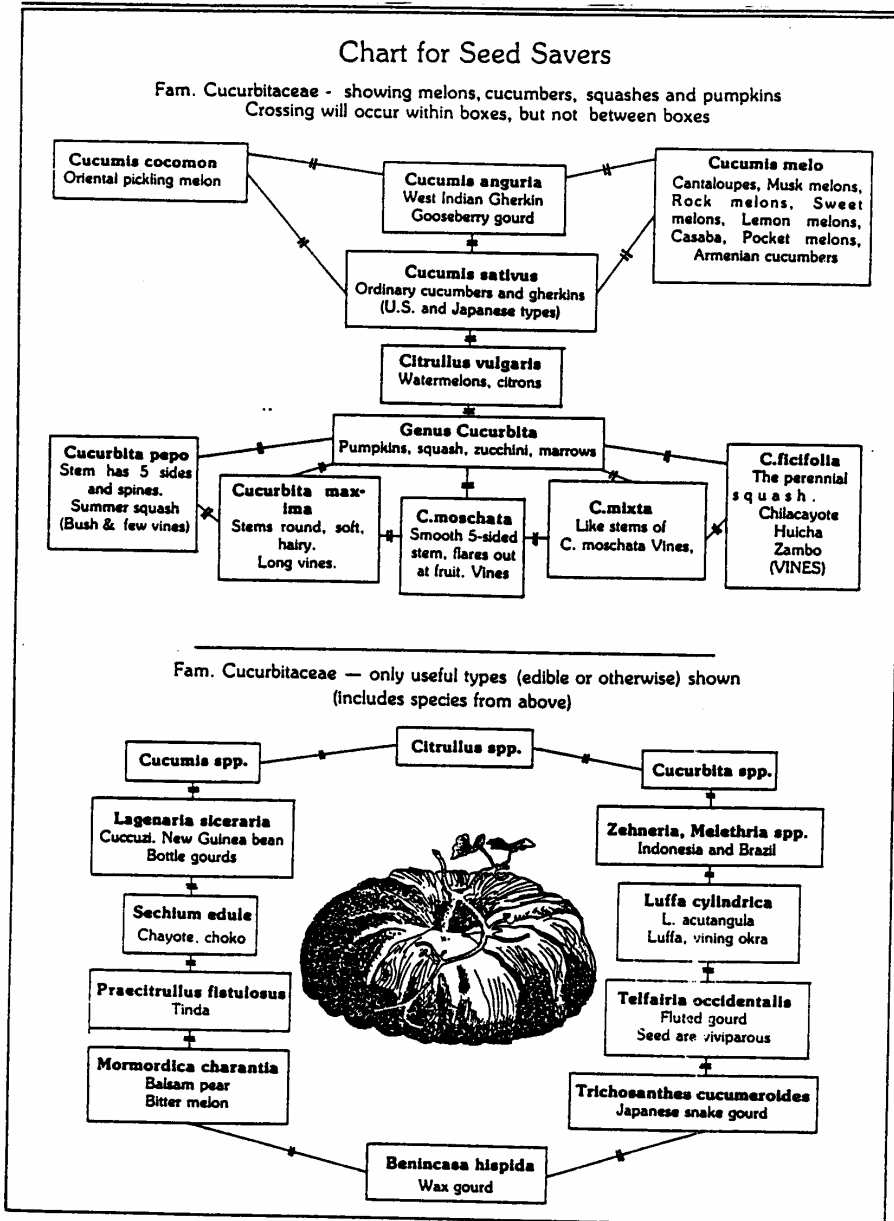 Chart for Seed Savers
Fam. Cucurbitaceae - showing melons, cucumbers, squashes and pumpkins
Crossing will occur within boxes, but not between boxes
Cucumis cocomon
Oriental pickling melon
Cucumis anguria
West Indian Gherkin
Gooseberry gourd
Cucumis melo
Cantaloupes, Musk melons,
Rock melons, Sweet
melons, Lemon melons,
Casaba, Pocket melons,
Armenian cucumbers
Cucumis sativus
Ordinary cucumbers and gherkins
(U.S. and Japanese types)
Citrullus vulgaris
Watermelons, citrons
Genus Cucurbita
Pumpkins, squash, zucchini, marrows
Cucurbita pepo
Stem has 5 sides
and spines.
Summer squash
(Bush & few vines)
Cucurbita max-
ima
Stems round, soft,
hairy.
Long vines.
C.moschata
Smooth 5-sided
stem, flares out
at fruit. Vines
C.mixta
Like stems of
C. moschata Vines,
C.ficifolia
The perennial
squash.
Chilacayote
Huicha
Zambo
(VINES)
Fam. Cucurbitaceae — only useful types (edible or otherwise) shown
(includes species from above)
Cucumis spp.
Citrullus spp.
Cucurbita spp.
Lagenaria siceraria
Cuccuzi. New Guinea bean
Bottle gourds
Sechium edule
Chayote. choko
Praecitrullus fistulosus
Tinda
Mormordica charantia
Balsam pear
Bitter melon
Zehneria, Melethria spp.
Indonesia and Brazil
Luffa cylindrica
L. acutangula
Luffa, vining okra
Telfairia occidentalis
Fluted gourd
Seed are viviparous
Trichosanthes cucumeroides
Japanese snake gourd
Benincasa hispida
Wax gourd